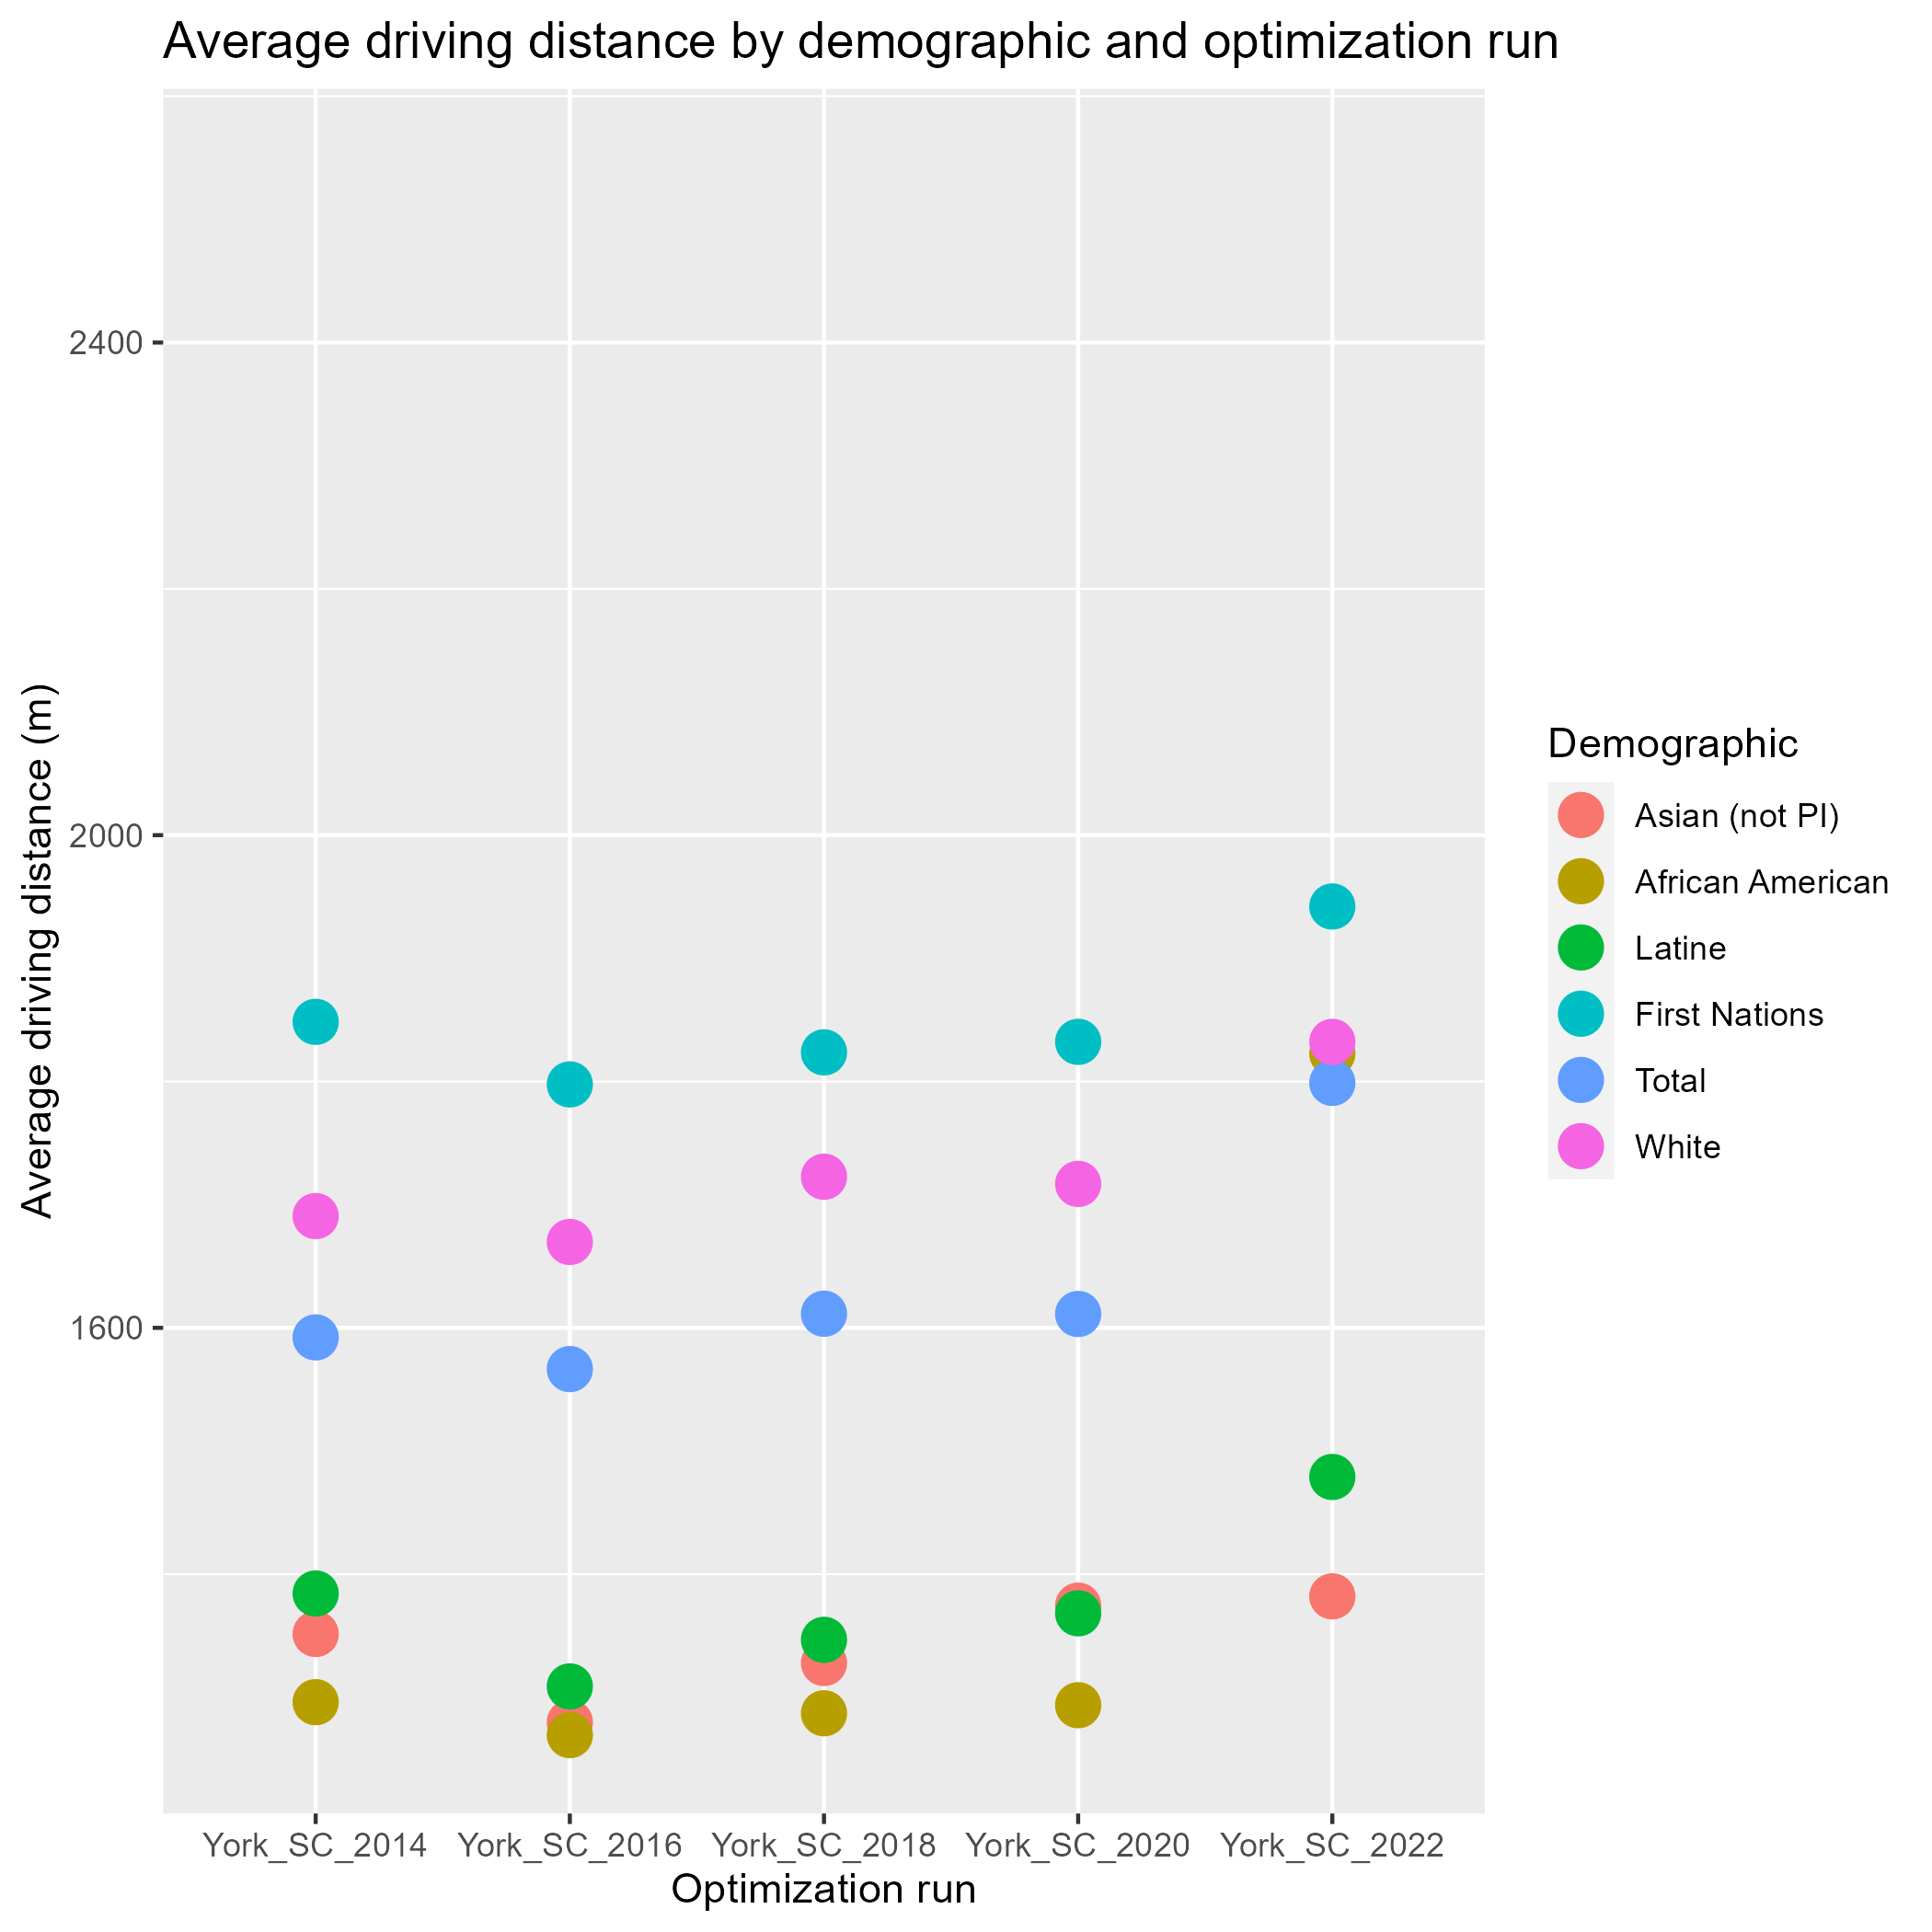 Average driving distance by demographic and optimization run
Average driving distance (m)
2400
2000
1600
York_SC_2014 York_SC_2016 York_SC_2018 York_SC_2020 York_SC_2022
Optimization run
Demographic
Asian (not PI)
African American
Latine
First Nations
Total
White